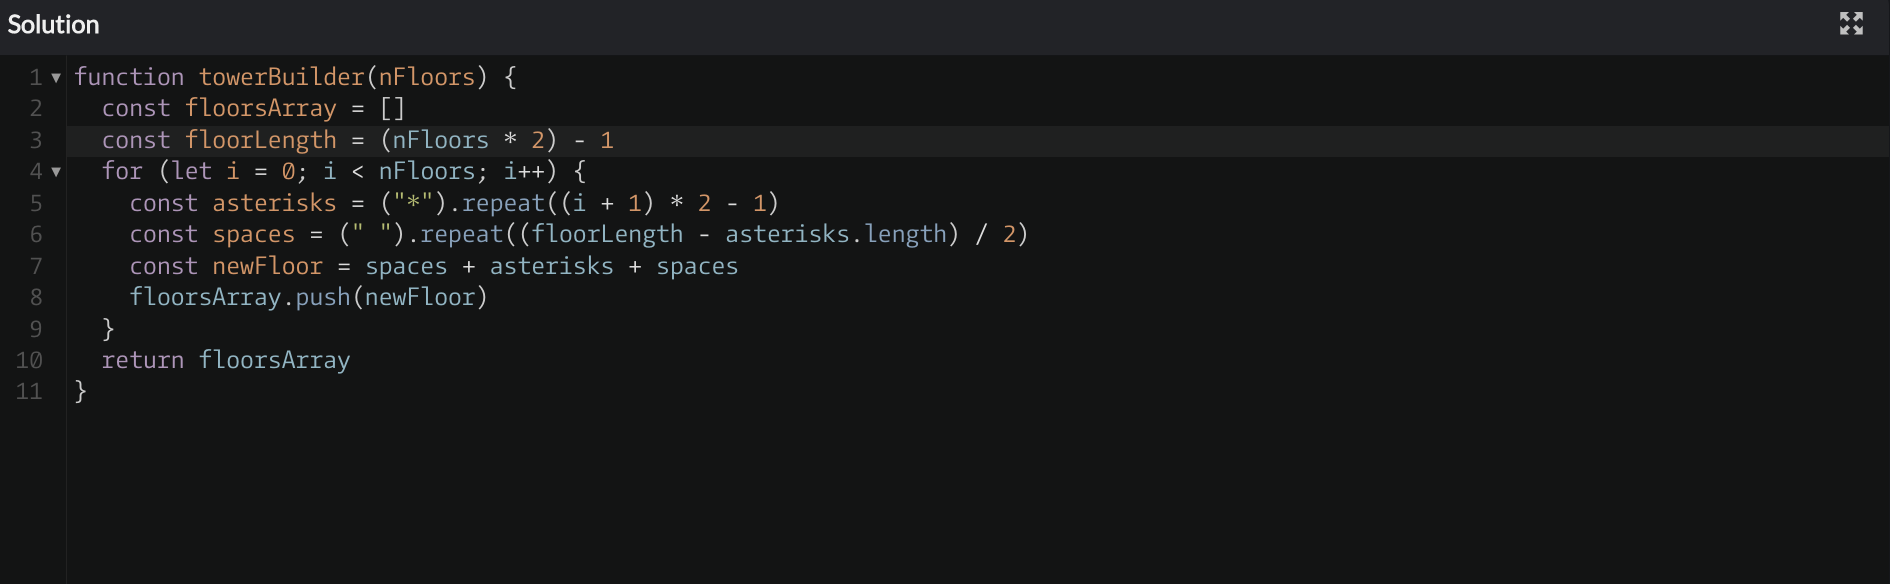 Solution
1 function towerBuilder(nFloors) {
2 const floorsArray = []
3 const floorLength = (nFloors * 2) - 1
4 for (let i = 0; i < nFloors; i++) {
5 const asterisks = ("*").repeat((i + 1) * 2 - 1)
6 const spaces = (" ").repeat((floorLength - asterisks.length) / 2)
7 const newFloor = spaces + asterisks + spaces
8 floorsArray.push(newFloor)
9 }
10 return floorsArray
11 }